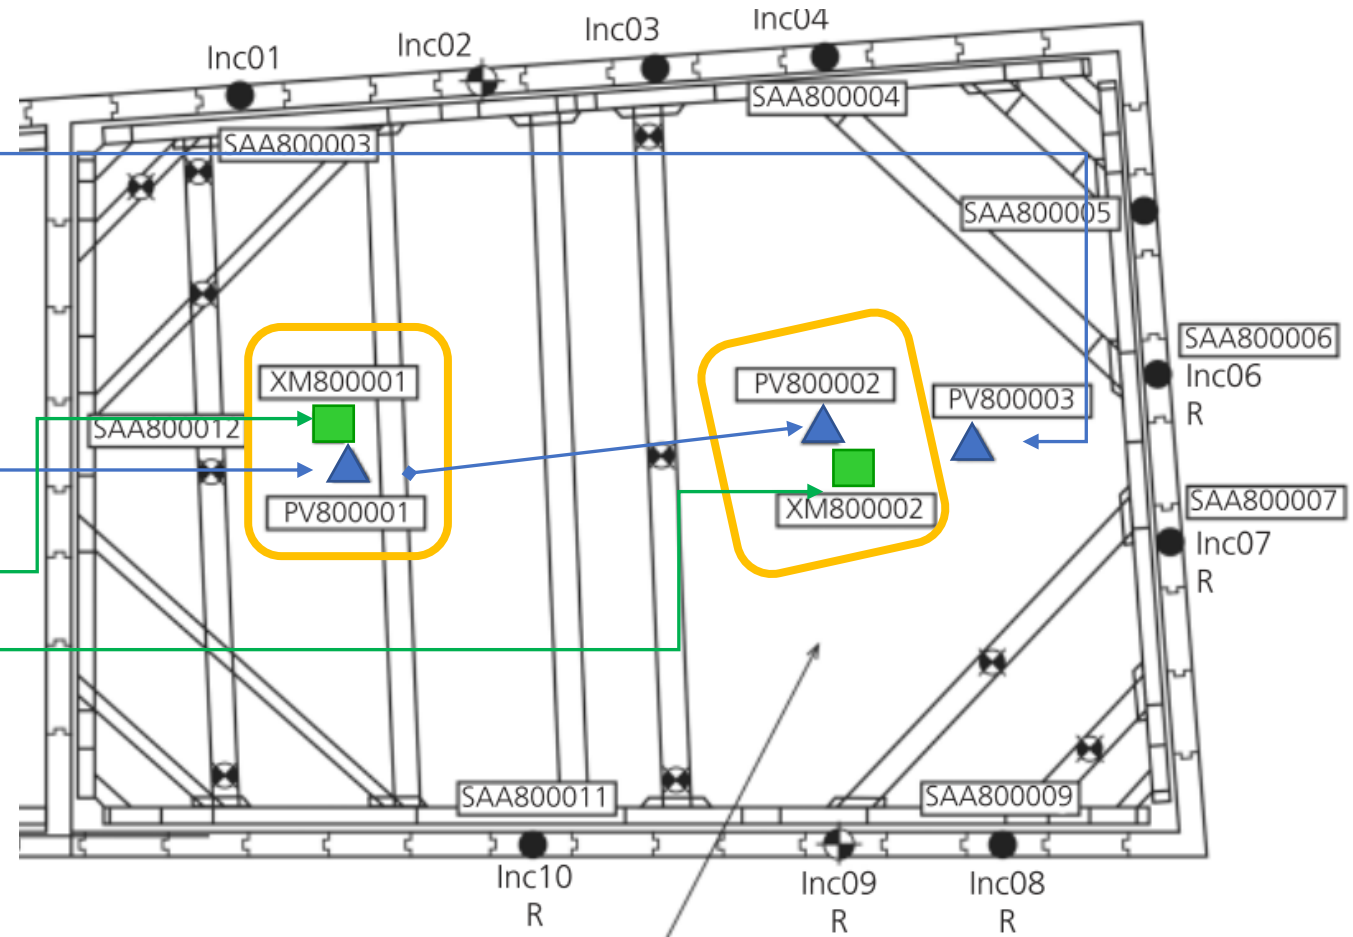 Inc04
Inc03
Inc02
Inc01
SAA800004
SAA800003
SAA800005
SAA800006
Inc06
R
XM800001
PV800002
PV800003
SAA800012
SAA800007
PV800001
XM800002
Inc07
R
SAA800011
SAA800009
Inc10
R
Inc09
R
Inc08
R